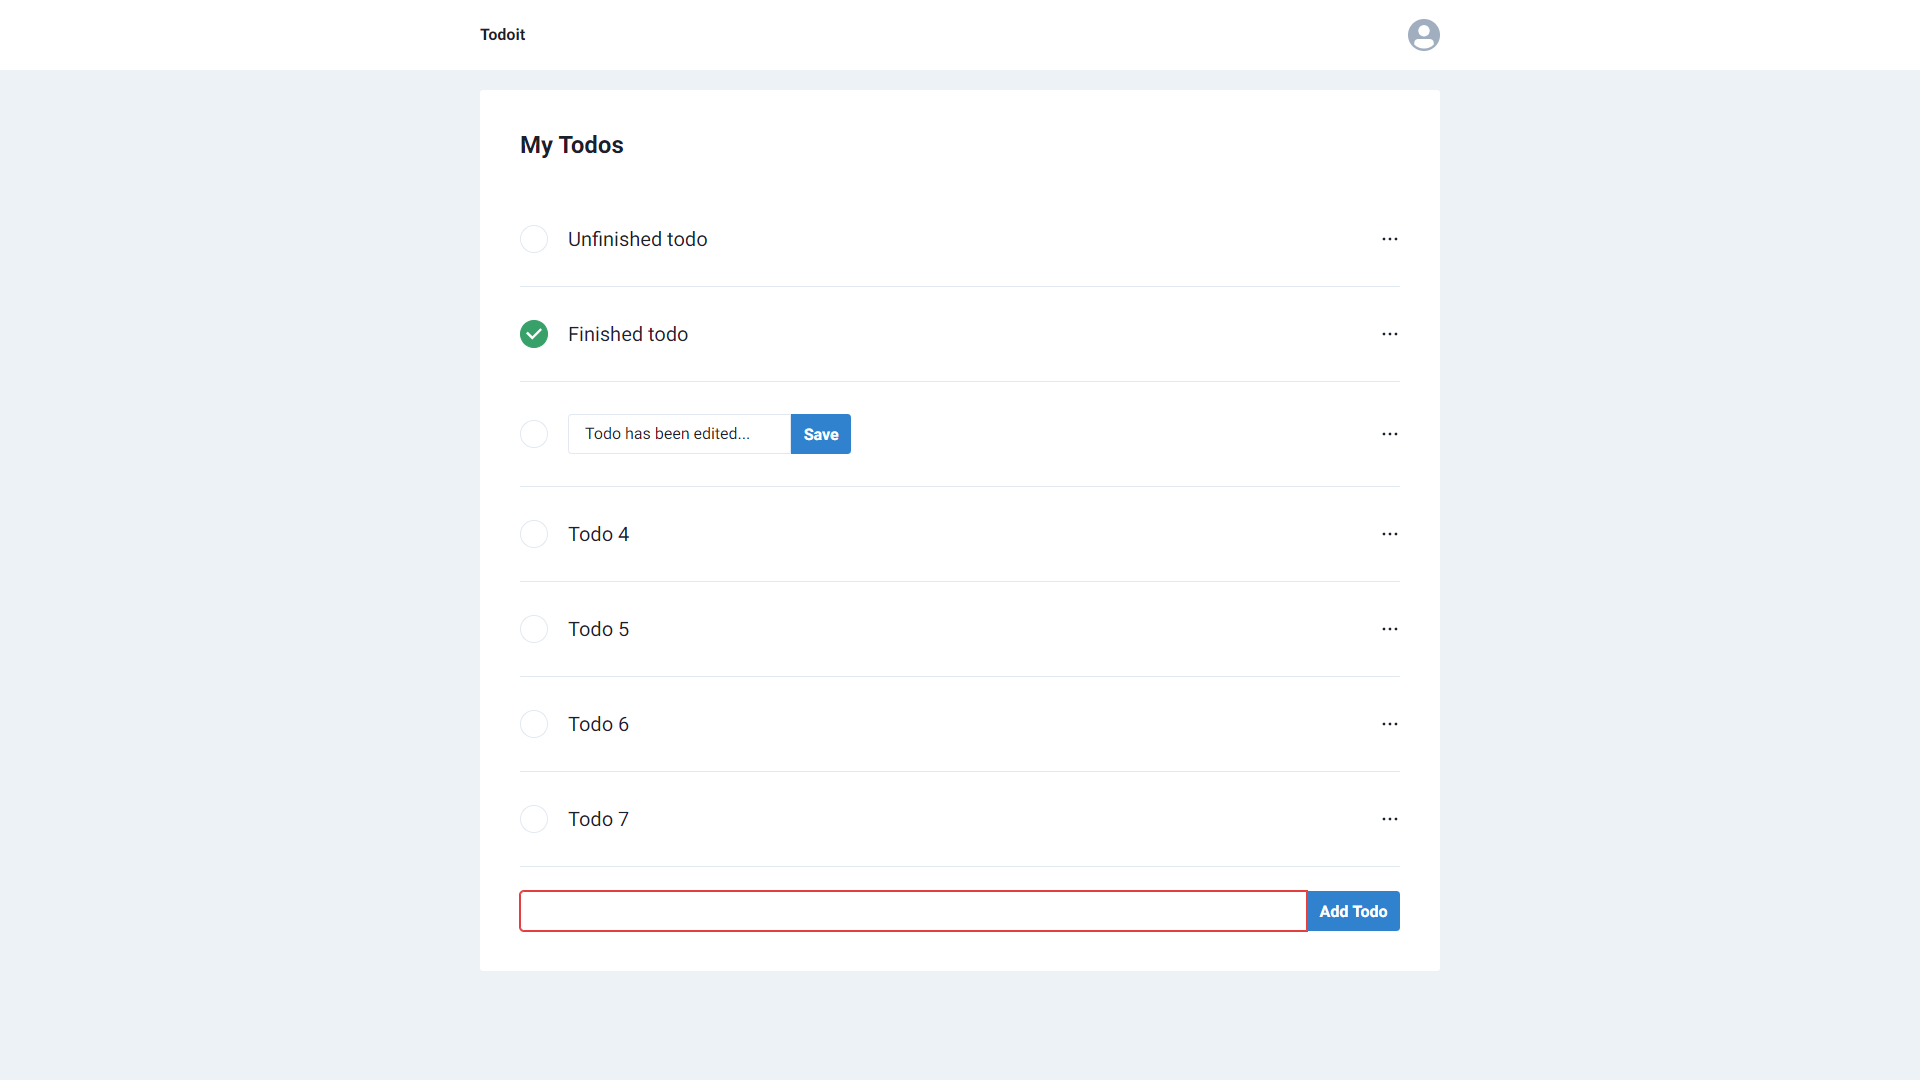 Todoit
My Todos
Unfinished todo
Finished todo
Todo has been edited...
Save
Todo 4
Todo 5
Todo 6
Todo 7
Add Todo